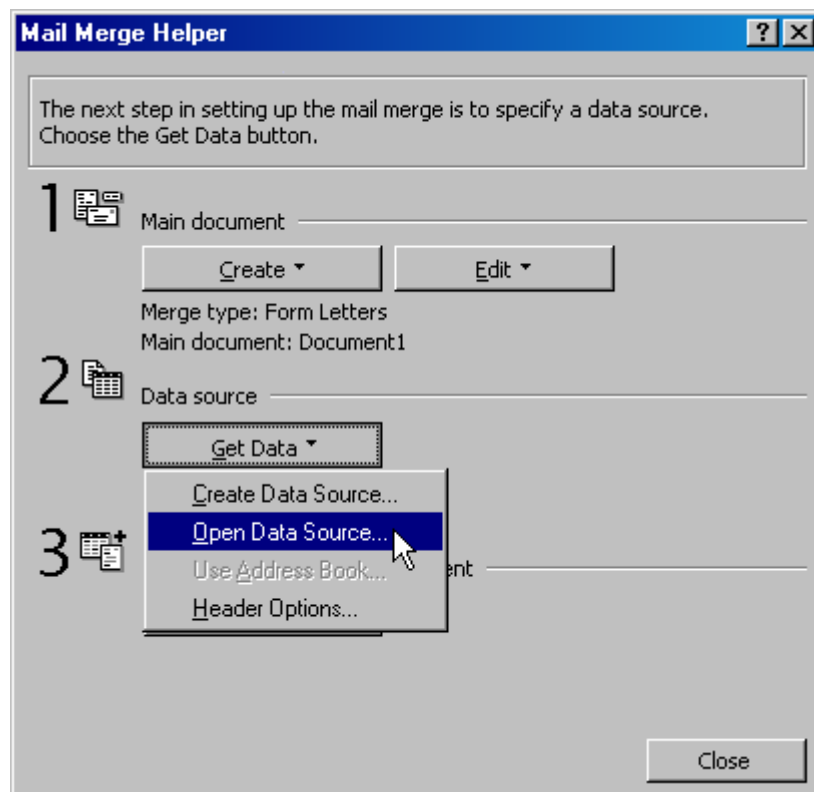 Mail Merge Helper
The next step in setting up the mail merge is to specify a data source.
Choose the Get Data button.
1
Main document
Create Edit
Merge type: Form Letters
Main document: Document1
2
Data source
Get Data
Create Data Source...
Open Data Source...
3
Use Address Book...
Header Options...
Close